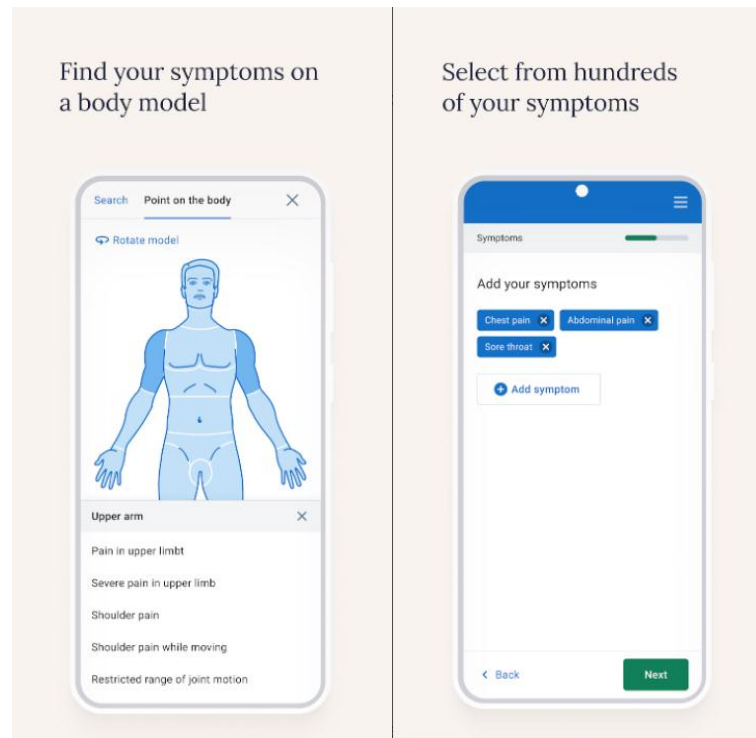 Find your symptoms on
a body model
Search Point on the body
Rotate model
Upper arm
Pain in upper limbt
Severe pain in upper limb
Shoulder pain
Shoulder pain while moving
Restricted range of joint motion
Select from hundreds
of your symptoms
Symptoms
Add your symptoms
Chest pain Abdominal pain
Sore throat
Add symptom
Back Next